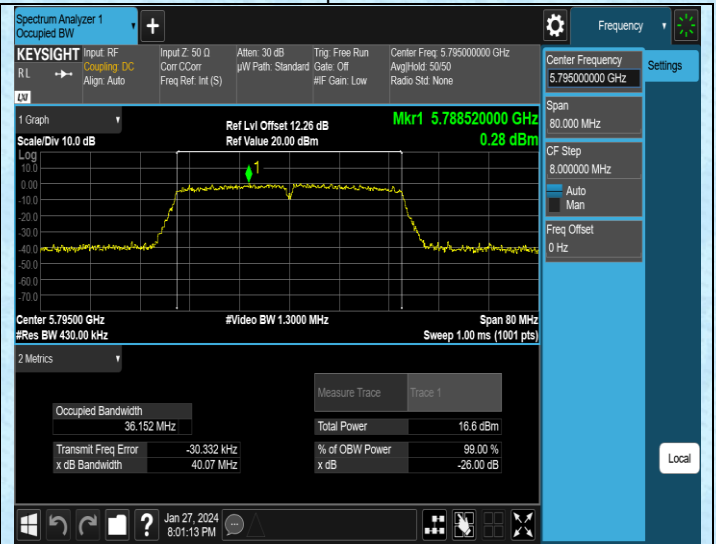 Spectrum Analyzer 1
Occupied BW
+
Frequency
KEYSIGHT Input: RF Input Z: 50 Ω Atten: 30 dB Trig: Free Run Center Freq: 5.795000000 GHz
RL Coupling: DC Corr CCorr µW Path: Standard Gate: Off Avg|Hold: 50/50
Align: Auto Freq Ref: Int (S) #IF Gain: Low Radio Std: None
LXI
Center Frequency
5.795000000 GHz
Settings
Span
80.000 MHz
CF Step
8.000000 MHz
Auto
Man
Freq Offset
0 Hz
1 Graph
Ref Lvl Offset 12.26 dB
Mkr1 5.788520000 GHz
Scale/Div 10.0 dB Ref Value 20.00 dBm 0.28 dBm
Log
10.0
0.00
-10.0
-20.0
-30.0
-40.0
-50.0
-60.0
-70.0
1
Center 5.79500 GHz #Video BW 1.3000 MHz Span 80 MHz
#Res BW 430.00 kHz Sweep 1.00 ms (1001 pts)
2 Metrics
Measure Trace Trace 1
Occupied Bandwidth
36.152 MHz
Total Power 16.6 dBm
Transmit Freq Error -30.332 kHz % of OBW Power 99.00 %
x dB Bandwidth 40.07 MHz x dB -26.00 dB
Local
? Jan 27, 2024
8:01:13 PM